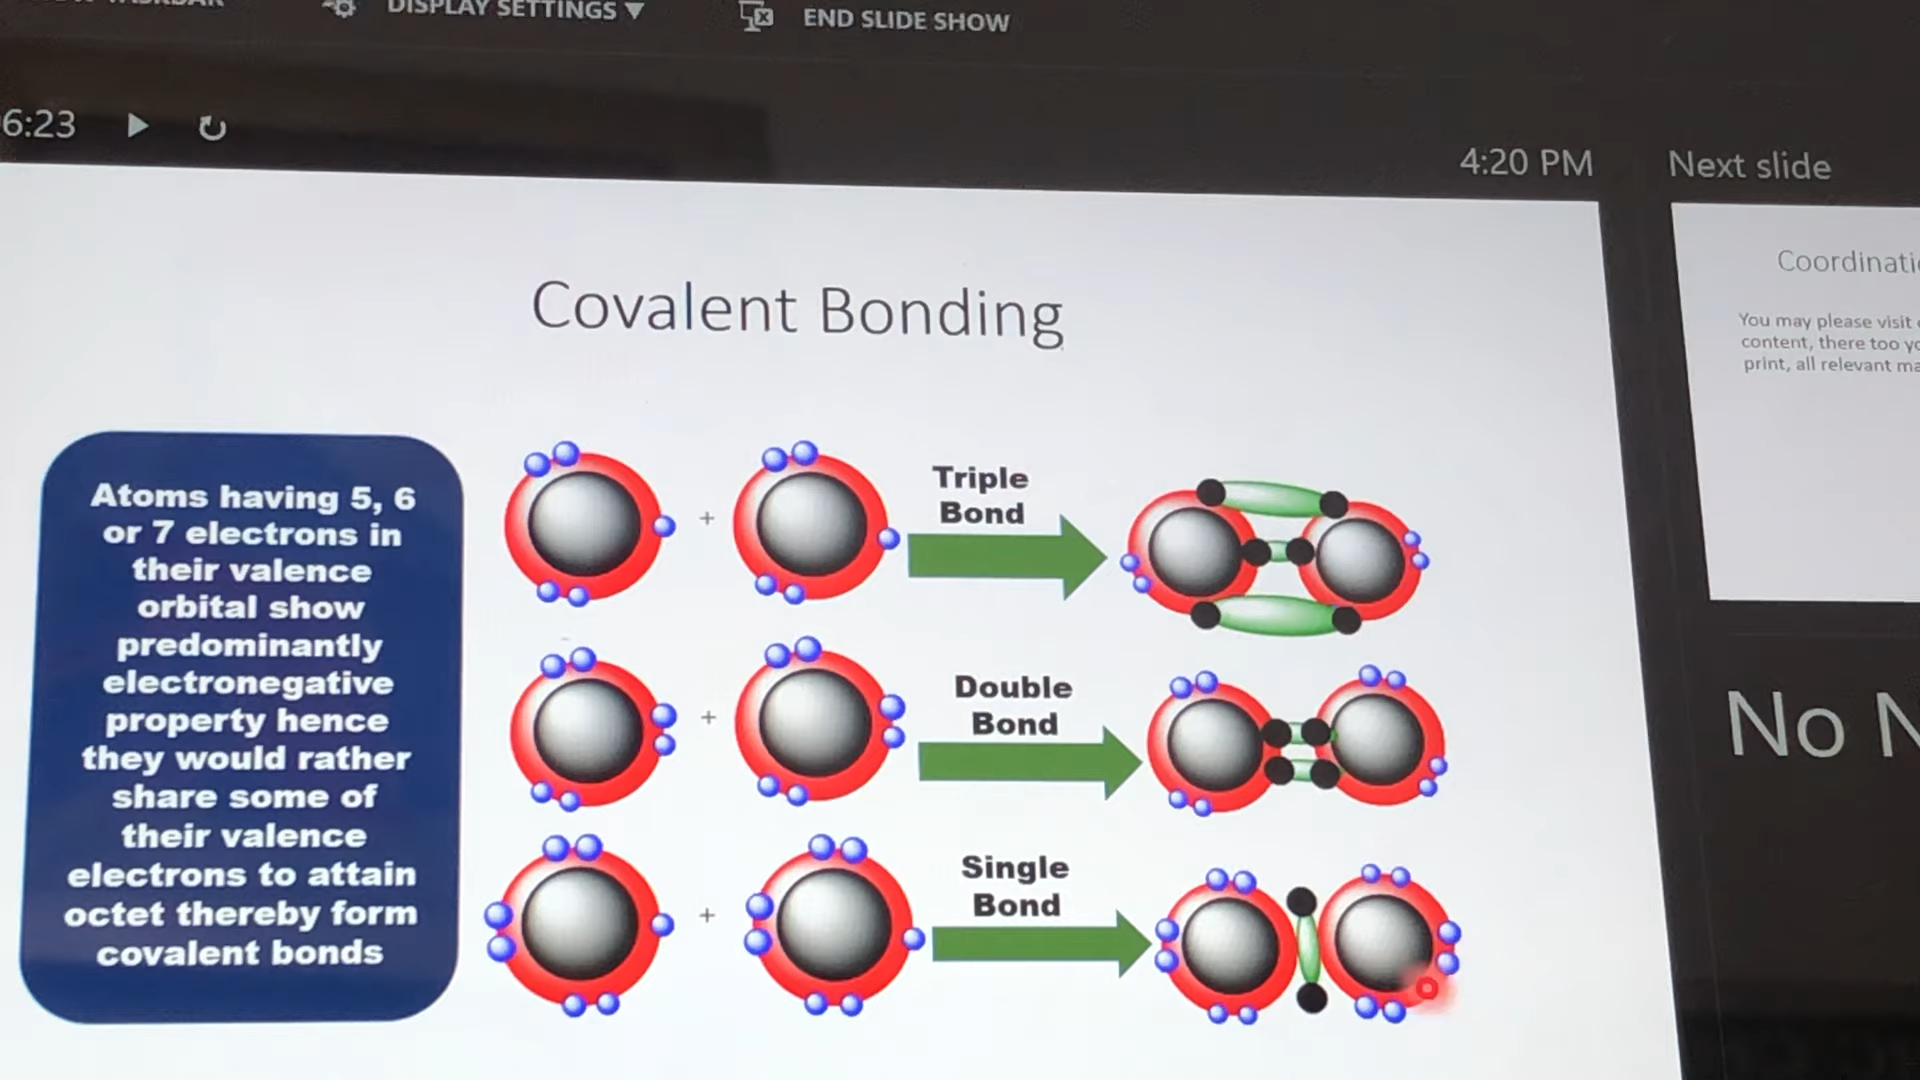 DISPLAY SETTINGS ▼
END SLIDE SHOW
6:23
4:20 PM
Next slide
Covalent Bonding
Atoms having 5, 6
or 7 electrons in
their valence
orbital show
predominantly
electronegative
property hence
they would rather
share some of
their valence
electrons to attain
octet thereby form
covalent bonds
+
Triple
Bond
+
Double
Bond
+
Single
Bond
You may please visit
content, there too
print, all relevant
No